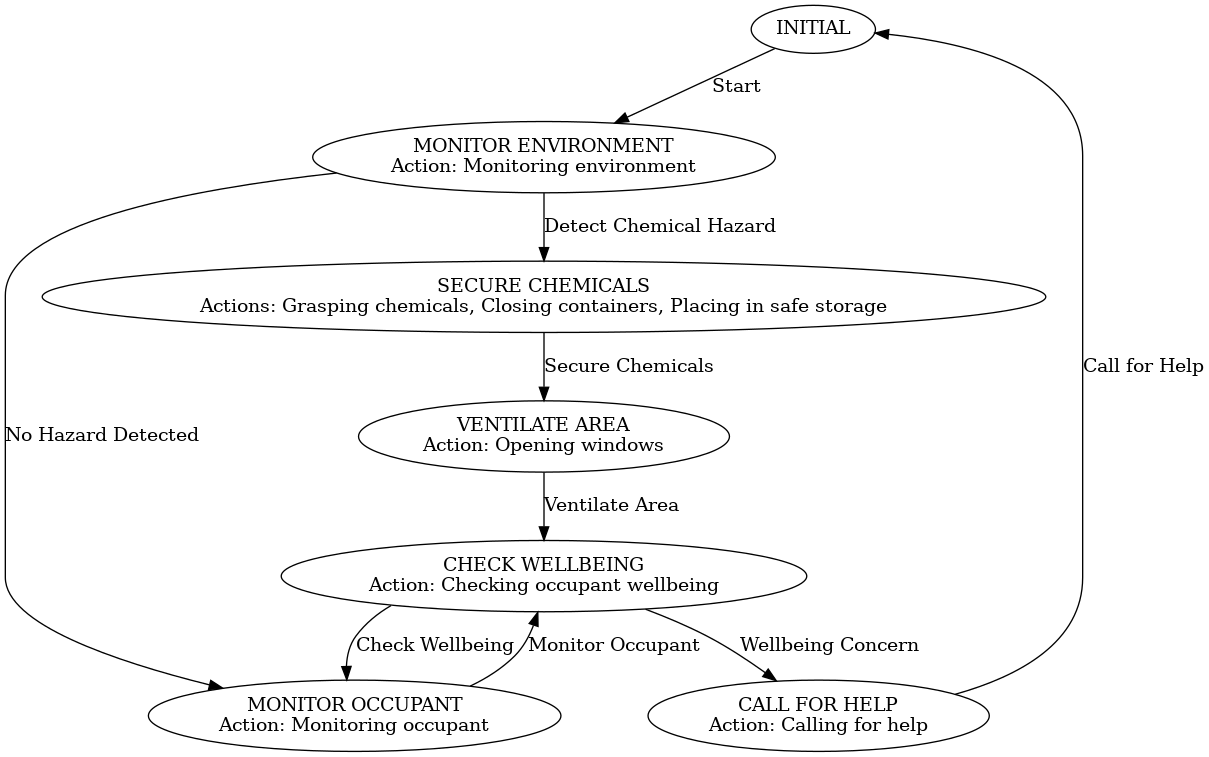 INITIAL
Start
MONITOR ENVIRONMENT
Action: Monitoring environment
Detect Chemical Hazard
SECURE CHEMICALS
Actions: Grasping chemicals, Closing containers, Placing in safe storage
Secure Chemicals
Call for Help
VENTILATE AREA
Action: Opening windows
No Hazard Detected
Ventilate Area
CHECK WELLBEING
Action: Checking occupant wellbeing
Check Wellbeing
Monitor Occupant
Wellbeing Concern
MONITOR OCCUPANT
Action: Monitoring occupant
CALL FOR HELP
Action: Calling for help